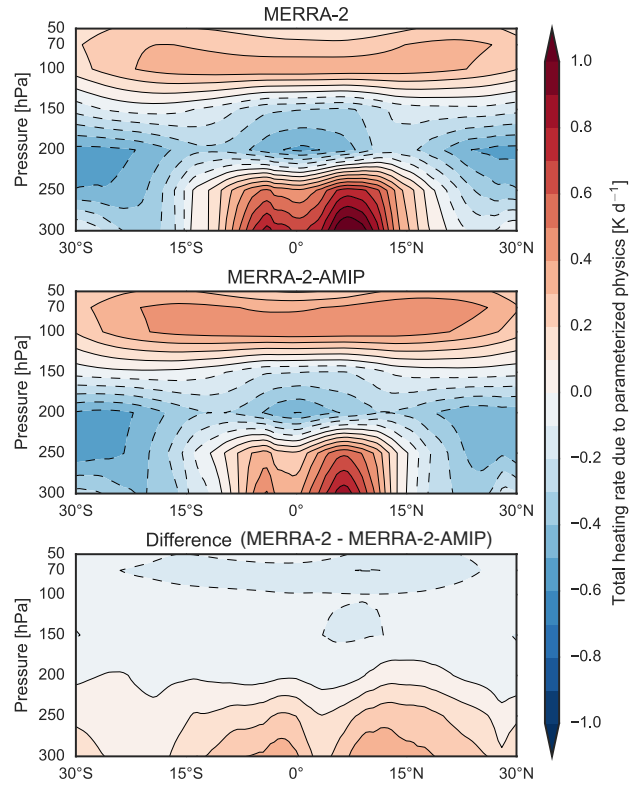 MERRA-2
Pressure [hPa]
50
70
100
150
200
250
300
30°S
15°S
0°
15°N
30°N
MERRA-2-AMIP
Pressure [hPa]
50
70
100
150
200
250
300
30°S
15°S
0°
15°N
30°N
Difference (MERRA-2 - MERRA-2-AMIP)
Pressure [hPa]
50
70
100
150
200
250
300
30°S
15°S
0°
15°N
30°N
1.0
0.8
0.6
0.4
0.2
0.0
−0.2
−0.4
−0.6
−0.8
−1.0
Total heating rate due to parameterized physics [K d⁻¹]